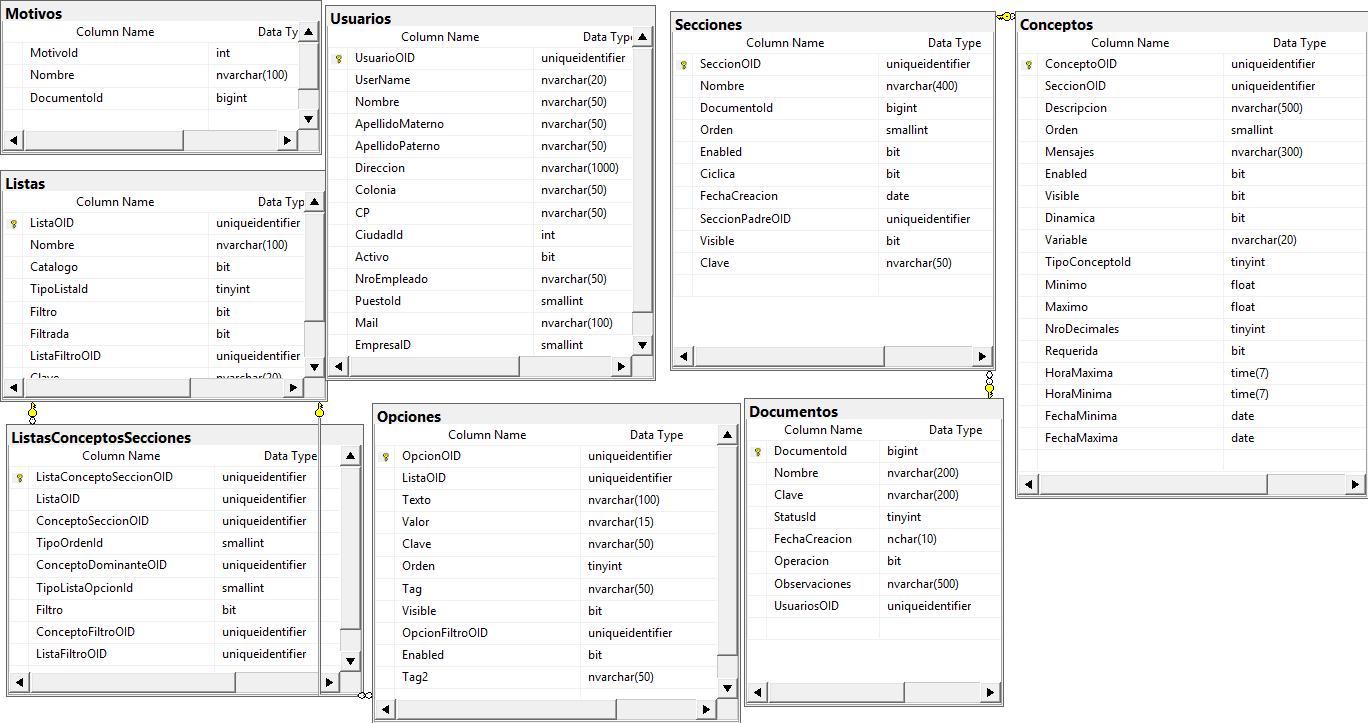 Motivos
Column Name Data Ty
MotivoId int
Nombre nvarchar(100)
DocumentoId bigint
Listas
Column Name Data Typ
ListaOID uniqueidentifier
Nombre nvarchar(100)
Catalogo bit
TipoListaId tinyint
Filtro bit
Filtrada bit
ListaFiltroOID uniqueidentifier
Clave nvarchar(20)
Usuarios
Column Name Data Type
UsuarioOID uniqueidentifier
UserName nvarchar(20)
Nombre nvarchar(50)
ApellidoMaterno nvarchar(50)
ApellidoPaterno nvarchar(50)
Direccion nvarchar(1000)
Colonia nvarchar(50)
CP nvarchar(50)
CiudadId int
Activo bit
NroEmpleado nvarchar(50)
PuestoId smallint
Mail nvarchar(100)
EmpresaID smallint
Secciones
Column Name Data Type
SeccionOID uniqueidentifier
Nombre nvarchar(400)
DocumentoId bigint
Orden smallint
Enabled bit
Ciclica bit
FechaCreacion date
SeccionPadreOID uniqueidentifier
Visible bit
Clave nvarchar(50)
Conceptos
Column Name Data Type
ConceptoOID uniqueidentifier
SeccionOID uniqueidentifier
Descripcion nvarchar(500)
Orden smallint
Mensajes nvarchar(300)
Enabled bit
Visible bit
Dinamica bit
Variable nvarchar(20)
TipoConceptoId tinyint
Minimo float
Maximo float
NroDecimales tinyint
Requerida bit
HoraMaxima time(7)
HoraMinima time(7)
FechaMinima date
FechaMaxima date
ListasConceptosSecciones
Column Name Data Type
ListaConceptoSeccionOID uniqueidentifier
ListaOID uniqueidentifier
ConceptoSeccionOID uniqueidentifier
TipoOrdenId smallint
ConceptoDominanteOID uniqueidentifier
TipoListaOpcionId smallint
Filtro bit
ConceptoFiltroOID uniqueidentifier
ListaFiltroOID uniqueidentifier
Opciones
Column Name Data Type
OpcionOID uniqueidentifier
ListaOID uniqueidentifier
Texto nvarchar(100)
Valor nvarchar(15)
Clave nvarchar(50)
Orden tinyint
Tag nvarchar(50)
Visible bit
OpcionFiltroOID uniqueidentifier
Enabled bit
Tag2 nvarchar(50)
Documentos
Column Name Data Type
DocumentoId bigint
Nombre nvarchar(200)
Clave nvarchar(200)
StatusId tinyint
FechaCreacion nchar(10)
Operacion bit
Observaciones nvarchar(500)
UsuariosOID uniqueidentifier